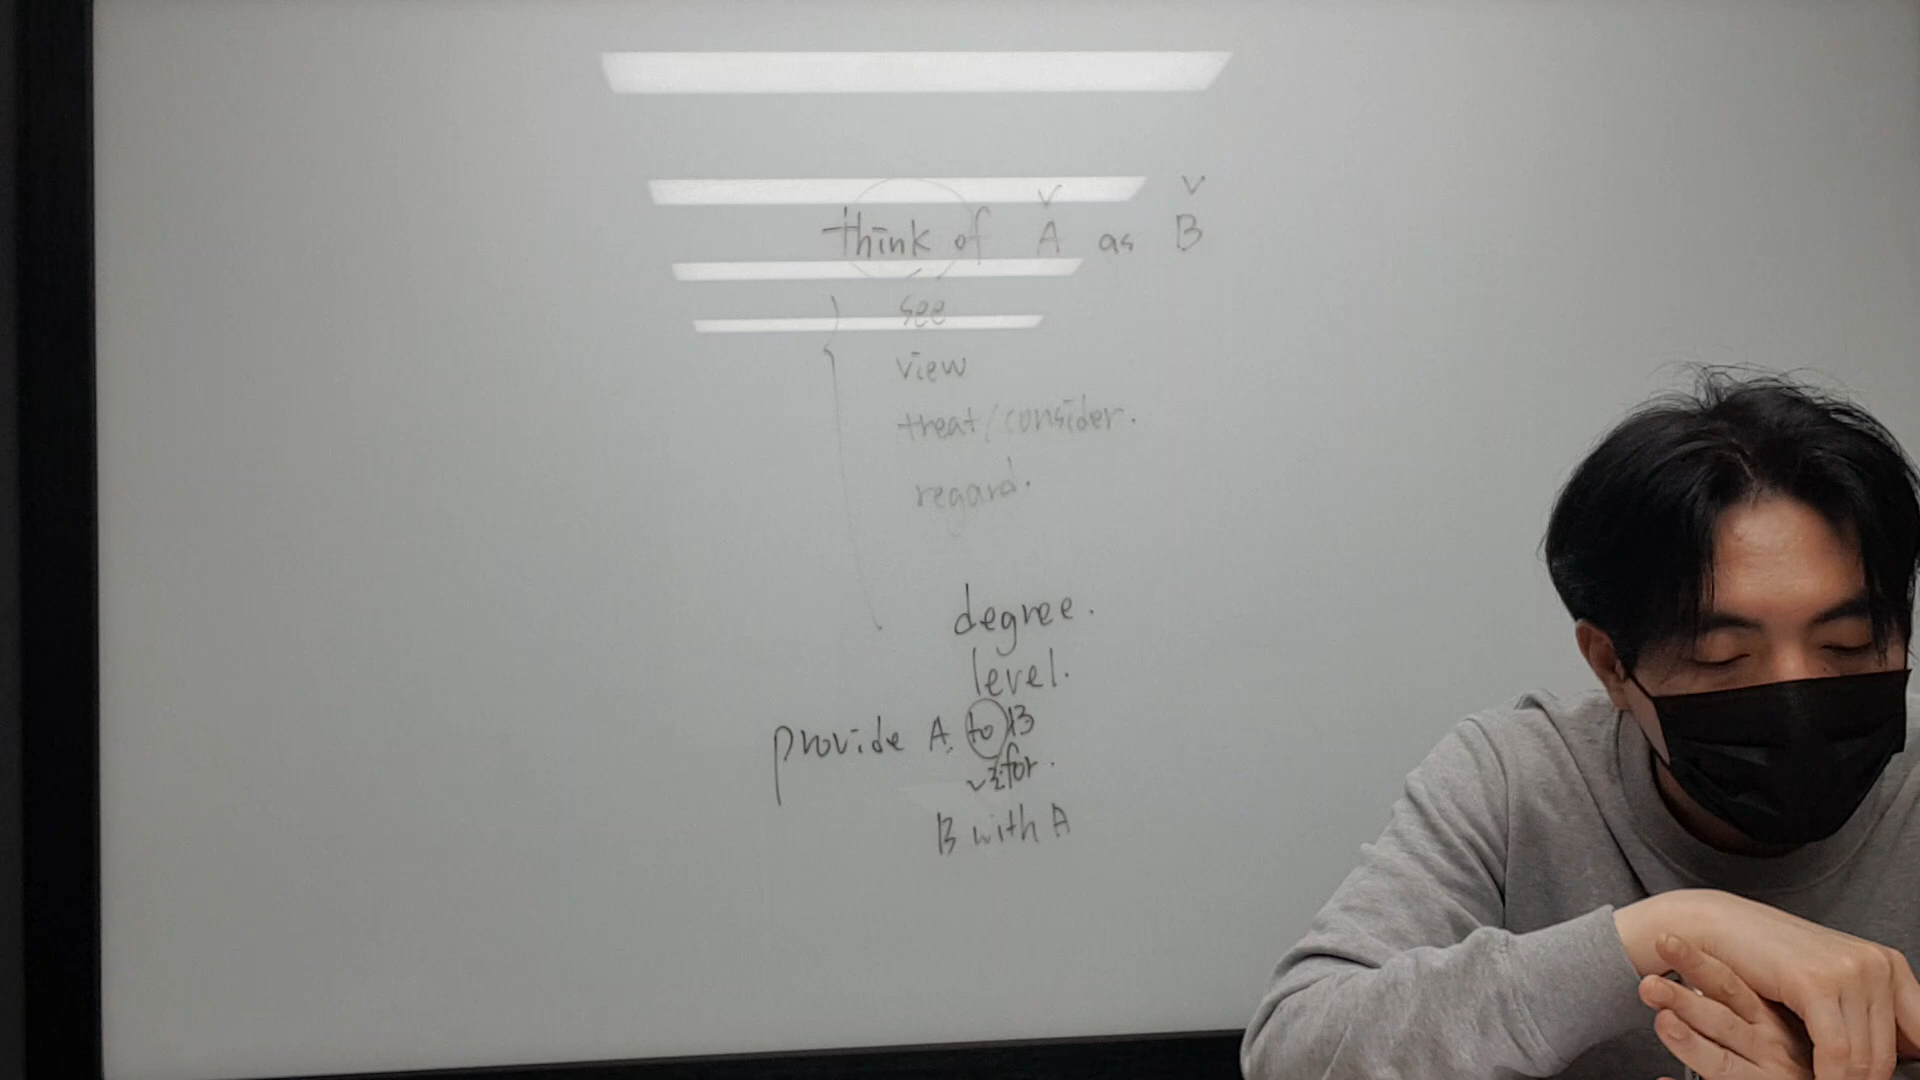 think of A as B
see
view
treat/consider.
regard.
degree.
level.
provide A to B
for.
B with A